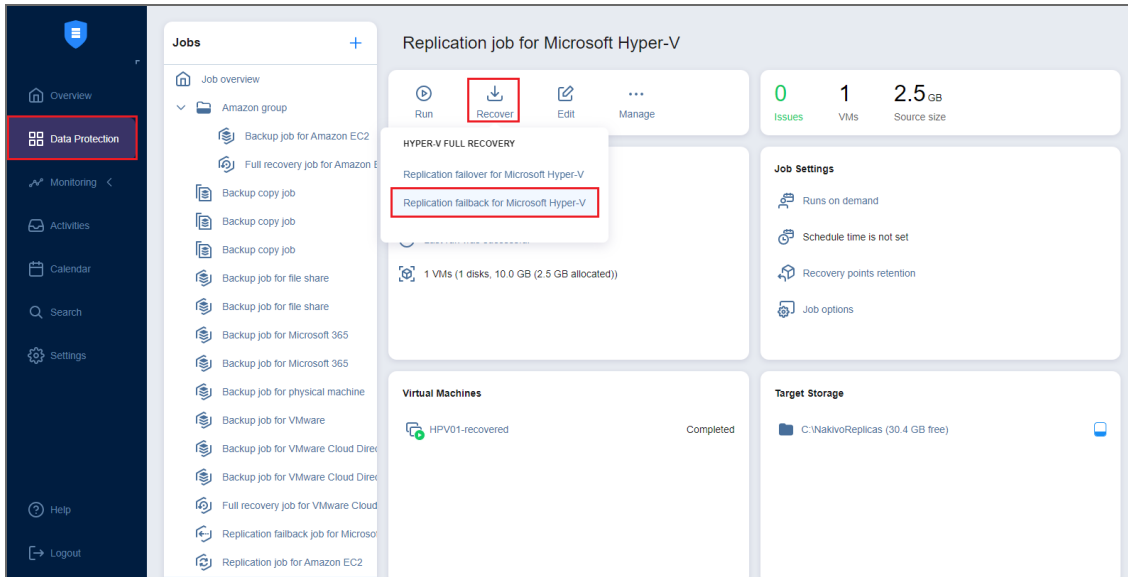 Overview
Data Protection
Monitoring
Activities
Calendar
Search
Settings
Help
Logout
Jobs
Job overview
Amazon group
Backup job for Amazon EC2
Full recovery job for Amazon E
Backup copy job
Backup copy job
Backup copy job
Backup job for file share
Backup job for file share
Backup job for Microsoft 365
Backup job for Microsoft 365
Backup job for physical machine
Backup job for VMware
Backup job for VMware Cloud Direc
Backup job for VMware Cloud Direc
Full recovery job for VMware Cloud
Replication failback job for Microsof
Replication job for Amazon EC2
Replication job for Microsoft Hyper-V
Run
Recover
Edit
Manage
HYPER-V FULL RECOVERY
Replication failover for Microsoft Hyper-V
Replication failback for Microsoft Hyper-V
1 VMs (1 disks, 10.0 GB (2.5 GB allocated))
0 1 2.5 GB
Issues VMs Source size
Job Settings
Runs on demand
Schedule time is not set
Recovery points retention
Job options
Virtual Machines
HPV01-recovered Completed
Target Storage
C:\NakivoReplicas (30.4 GB free)